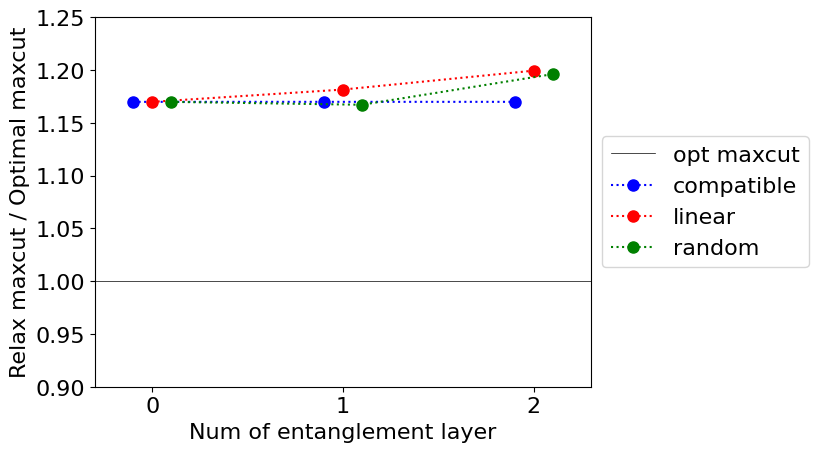 1.25
1.20
1.15
1.10
1.05
1.00
0.95
0.90
Relax maxcut / Optimal maxcut
0 1 2
Num of entanglement layer
opt maxcut
compatible
linear
random